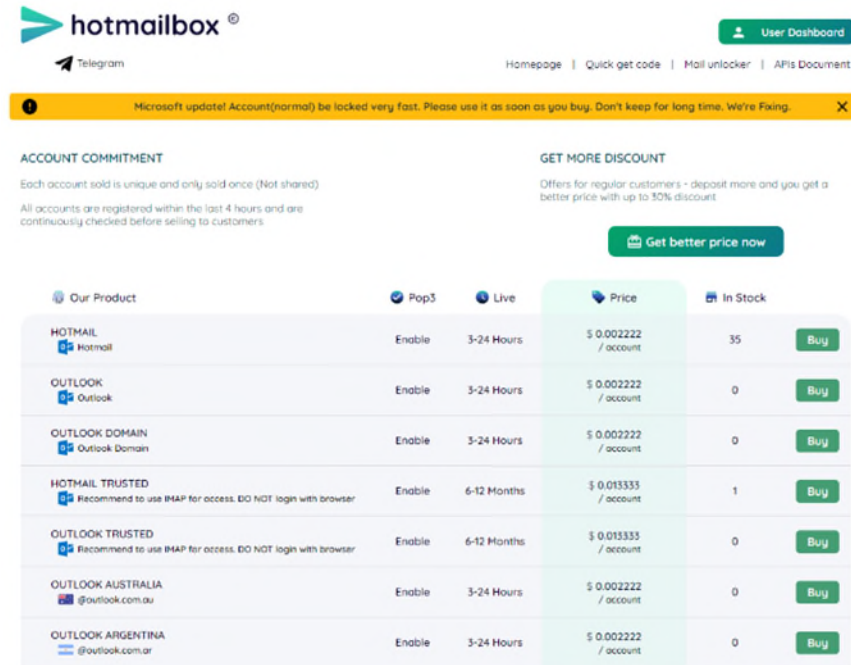 hotmailbox ©
User Dashboard
Telegram
Homepage | Quick get code | Mail unlocker | APIs Document
Microsoft update! Account(normal) be locked very fast. Please use it as soon as you buy. Don't keep for long time. We're Fixing.
ACCOUNT COMMITMENT
Each account sold is unique and only sold once (Not shared)
All accounts are registered within the last 4 hours and are
continuously checked before selling to customers
GET MORE DISCOUNT
Offers for regular customers - deposit more and you get a
better price with up to 30% discount
Get better price now
Our Product Pop3 Live Price In Stock
HOTMAIL
Hotmail
Enable 3-24 Hours $ 0.002222 / account 35 Buy
OUTLOOK
Outlook
Enable 3-24 Hours $ 0.002222 / account 0 Buy
OUTLOOK DOMAIN
Outlook Domain
Enable 3-24 Hours $ 0.002222 / account 0 Buy
HOTMAIL TRUSTED
Recommend to use IMAP for access. DO NOT login with browser
Enable 6-12 Months $ 0.013333 / account 1 Buy
OUTLOOK TRUSTED
Recommend to use IMAP for access. DO NOT login with browser
Enable 6-12 Months $ 0.013333 / account 0 Buy
OUTLOOK AUSTRALIA
@outlook.com.au
Enable 3-24 Hours $ 0.002222 / account 0 Buy
OUTLOOK ARGENTINA
@outlook.com.ar
Enable 3-24 Hours $ 0.002222 / account 0 Buy